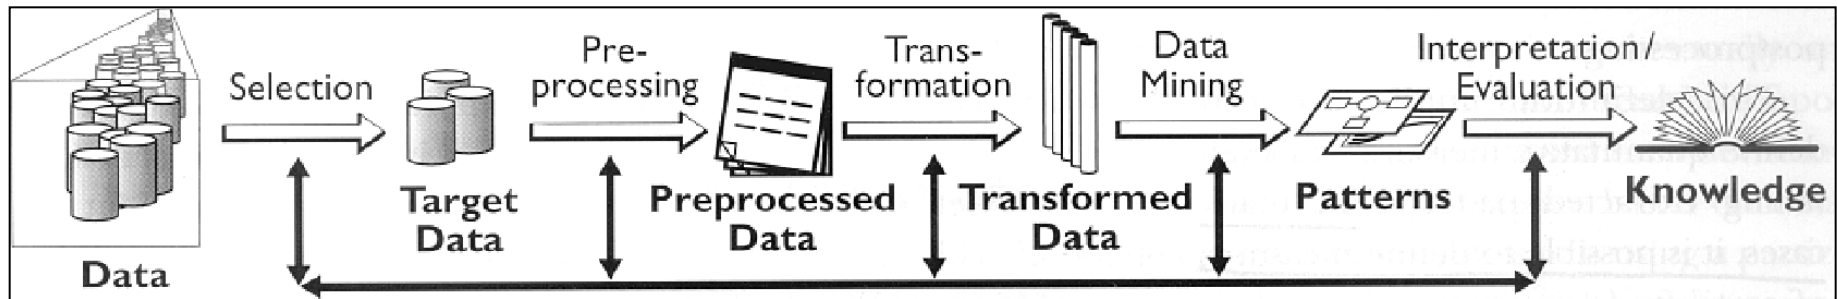 Selection
Pre-
processing
Trans-
formation
Data
Mining
Interpretation/
Evaluation
Data
Target
Data
Preprocessed
Data
Transformed
Data
Patterns
Knowledge